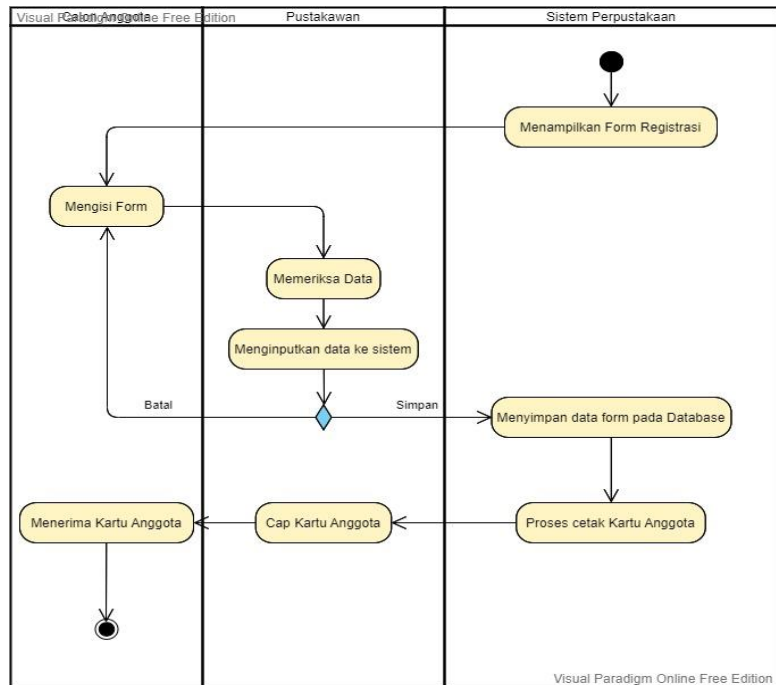 Visual Paradigm Online Free Edition
Calon Anggota
Pustakawan
Sistem Perpustakaan
Menampilkan Form Registrasi
Mengisi Form
Memeriksa Data
Menginputkan data ke sistem
Batal
Simpan
Menyimpan data form pada Database
Menerima Kartu Anggota
Cap Kartu Anggota
Proses cetak Kartu Anggota
Visual Paradigm Online Free Edition